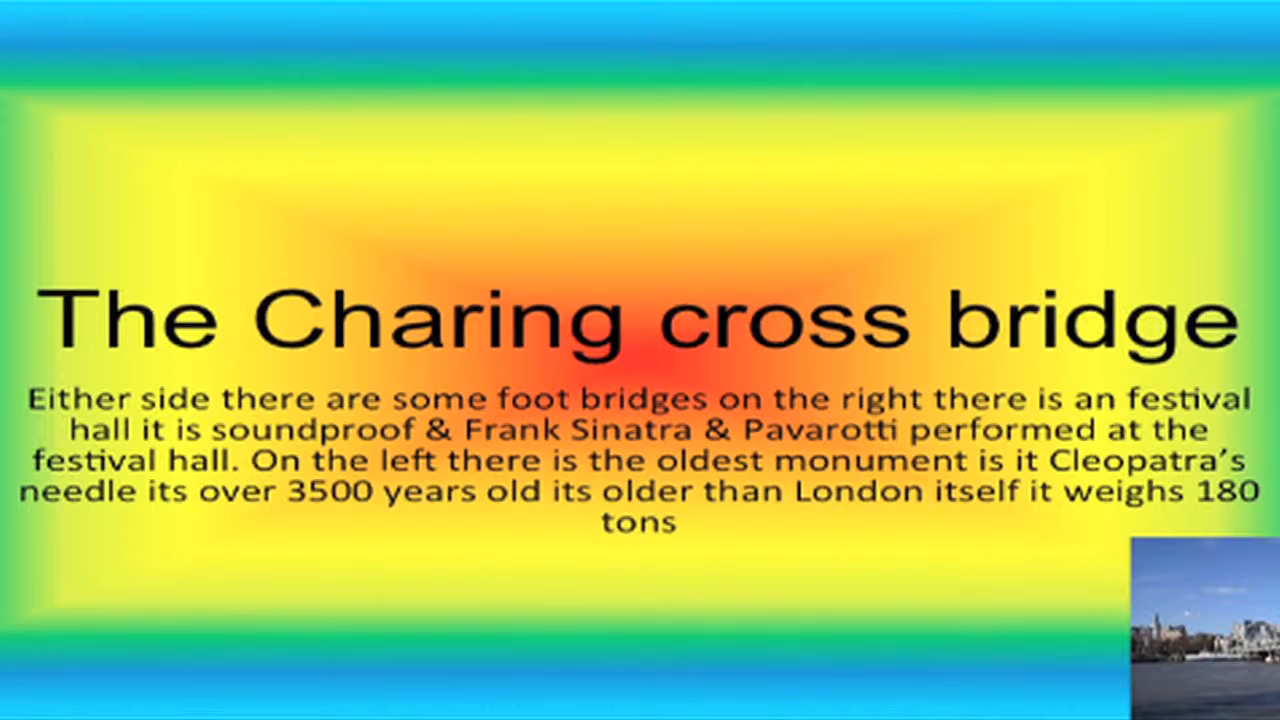 The Charing cross bridge
Either side there are some foot bridges on the right there is an festival
hall it is soundproof & Frank Sinatra & Pavarotti performed at the
festival hall. On the left there is the oldest monument is it Cleopatra’s
needle its over 3500 years old its older than London itself it weighs 180
tons